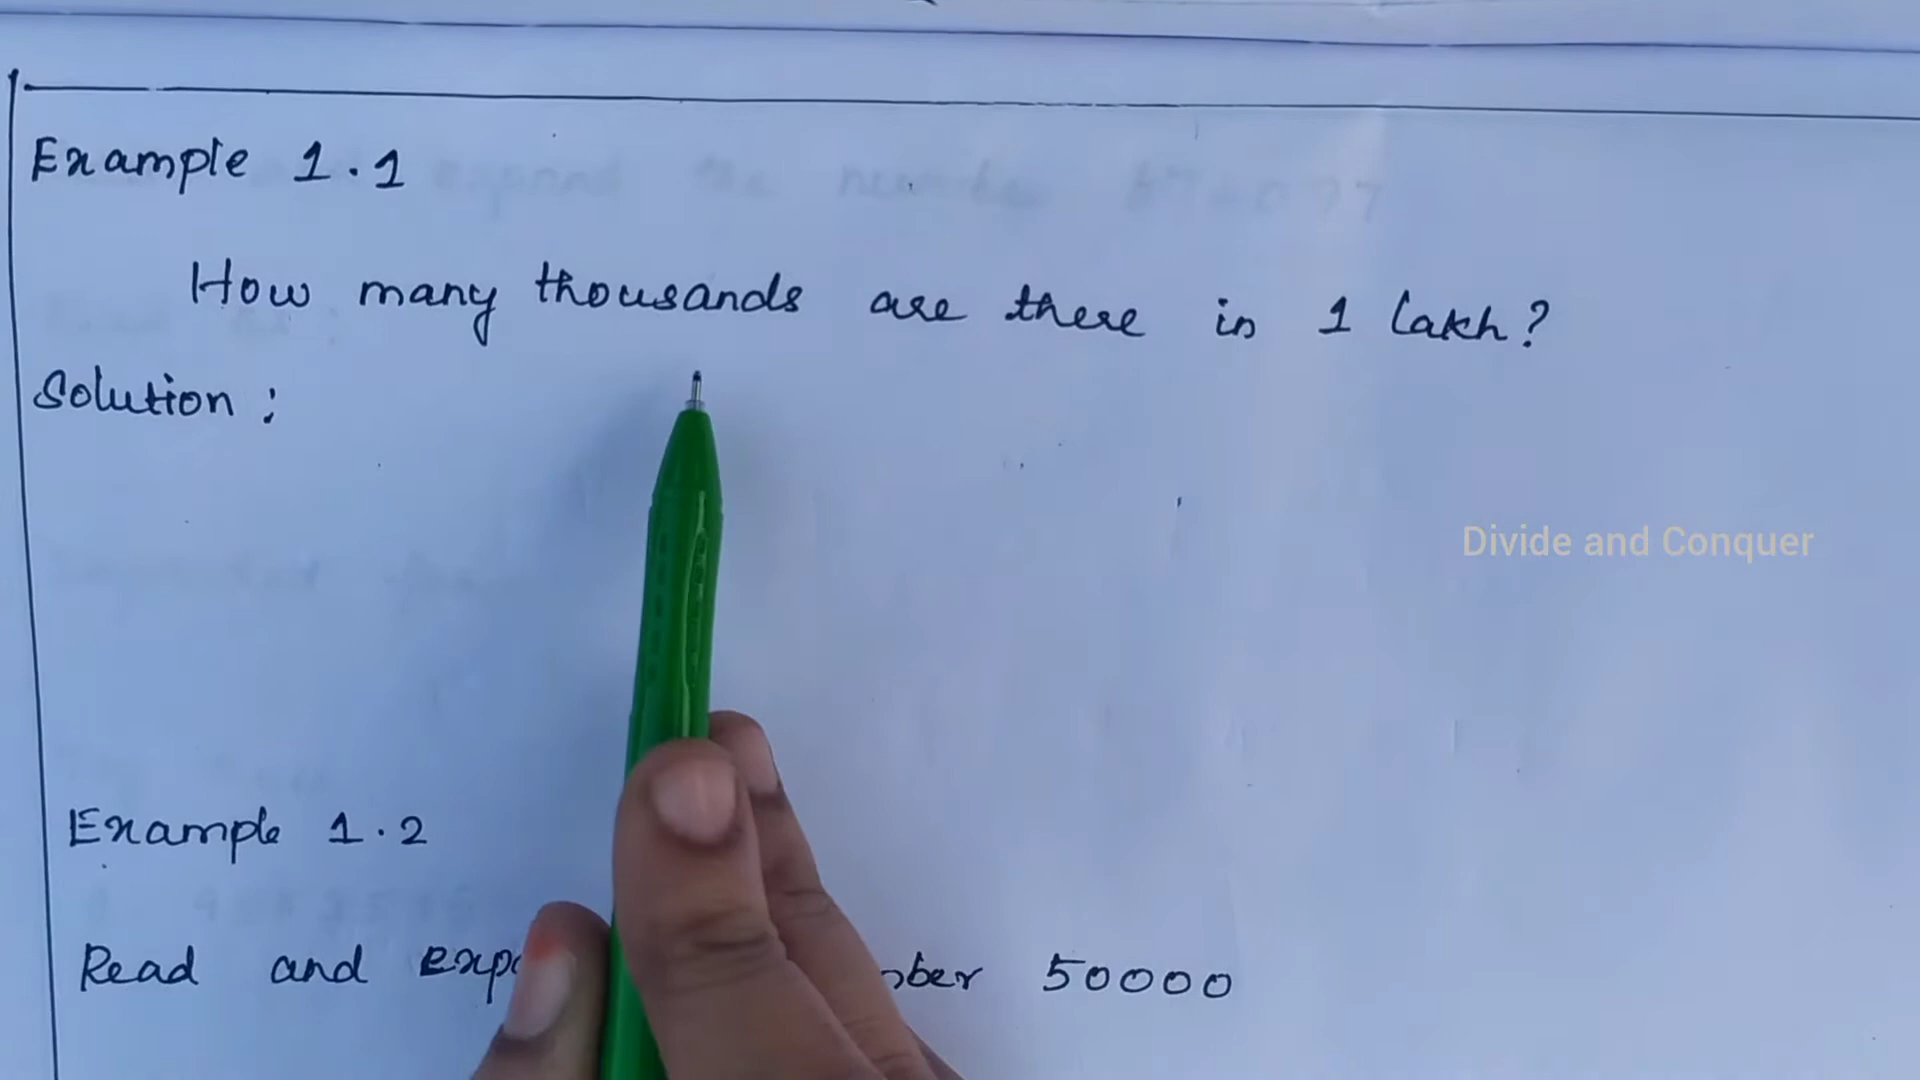 Example 1.1
How many thousands are there in 1 lakh?
Solution :
Divide and Conquer
Example 1.2
Read and 50000